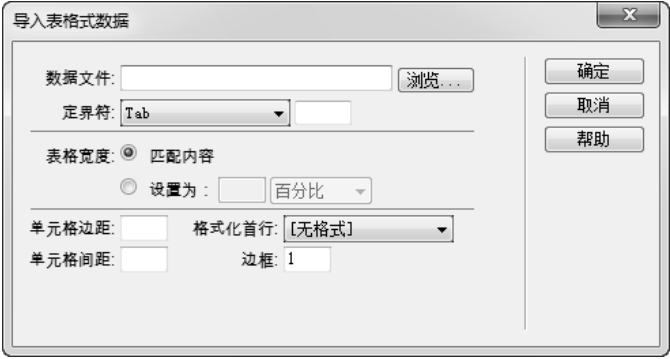 导入表格式数据
数据文件: 浏览...
确定
定界符: Tab
取消
表格宽度: 匹配内容
帮助
设置为: 百分比
单元格边距: 格式化首行: [无格式]
单元格间距: 边框: 1